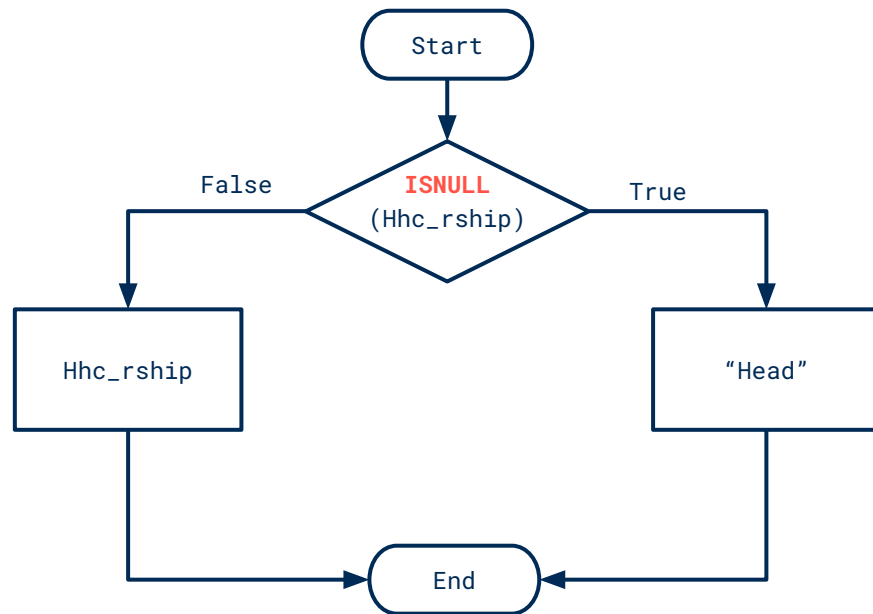 Start
ISNULL
(Hhc_rship)
False
True
Hhc_rship
“Head”
End